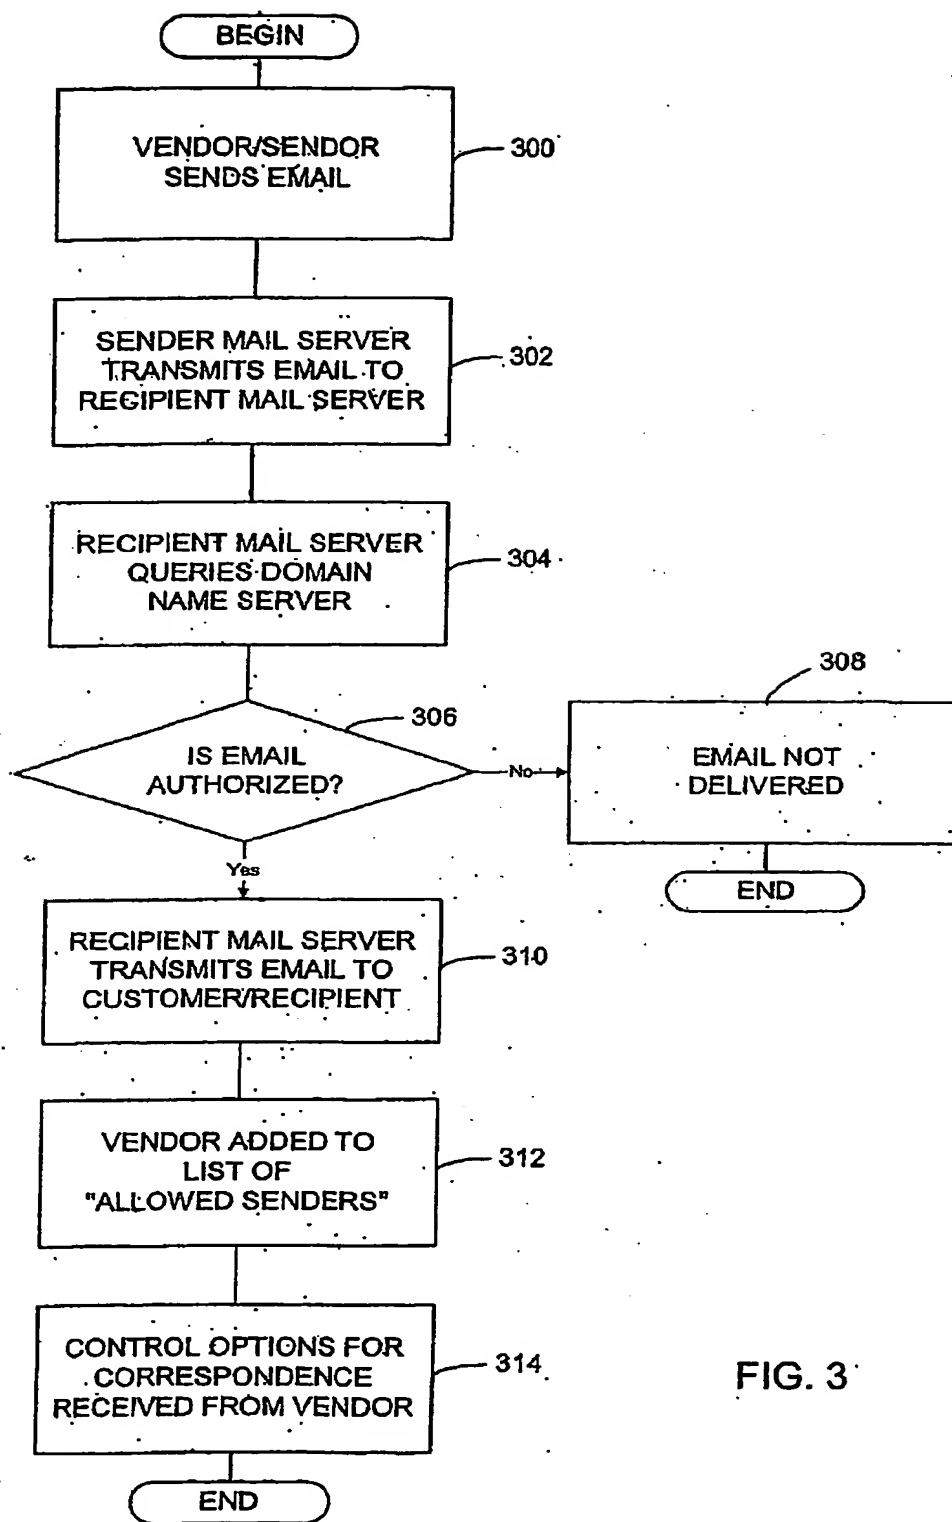 BEGIN
VENDOR/SENDOR
SENDS EMAIL
300
SENDER MAIL SERVER
TRANSMITS EMAIL TO
RECIPIENT MAIL SERVER
302
RECIPIENT MAIL SERVER
QUERIES DOMAIN
NAME SERVER
304
IS EMAIL
AUTHORIZED?
306
No
308
EMAIL NOT
DELIVERED
END
Yes
RECIPIENT MAIL SERVER
TRANSMITS EMAIL TO
CUSTOMER/RECIPIENT
310
VENDOR ADDED TO
LIST OF
"ALLOWED SENDERS"
312
CONTROL OPTIONS FOR
CORRESPONDENCE
RECEIVED FROM VENDOR
314
END
FIG. 3